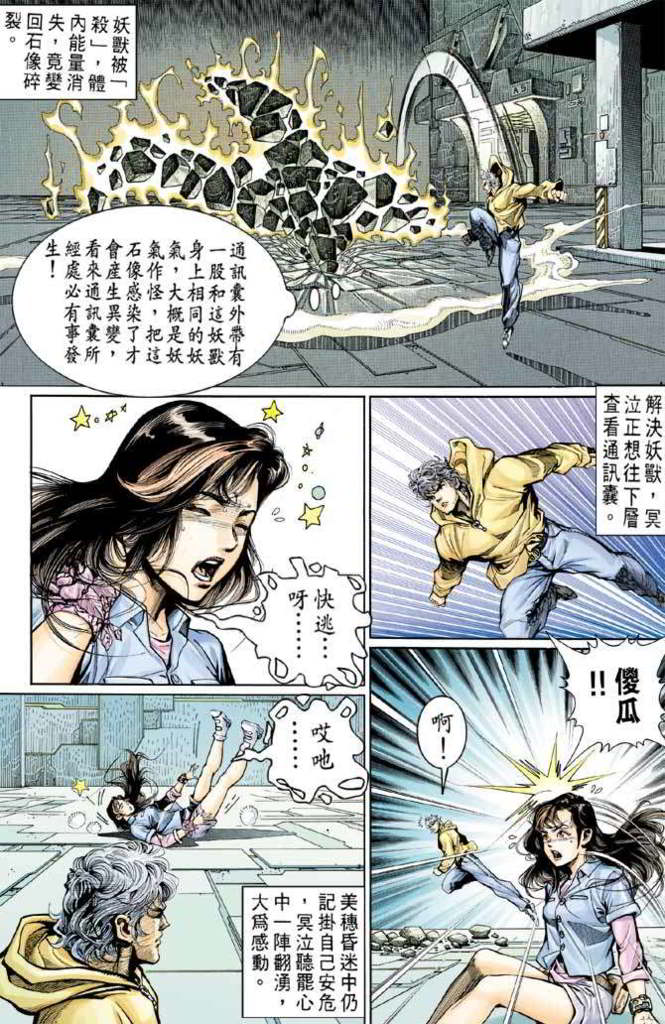 妖獸被「
殺」，體
內能量消
失，竟變
回石像碎
裂。
通訊囊外帶有
一股和這妖獸
身上相同的妖
氣，大概是妖
氣作怪，把這
石像感染了才
會產生異變，
看來通訊囊所
經處必有事發
生！
解決妖獸，冥
泣正想往下層
查看通訊囊。
快逃…
呀……
傻瓜
!!
啊！
哎吔
……
美穗昏迷中仍
記掛自己安危
，冥泣聽罷心
中一陣翻湧，
大為感動。